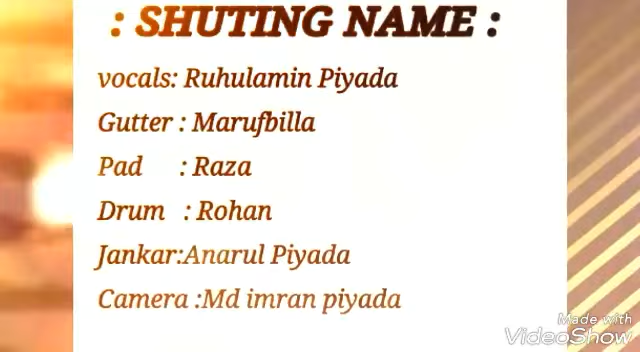 : SHUTING NAME :
vocals: Ruhulamin Piyada
Gutter : Marufbilla
Pad : Raza
Drum : Rohan
Jankar:Anarul Piyada
Camera :Md imran piyada
Made with
VideoShow